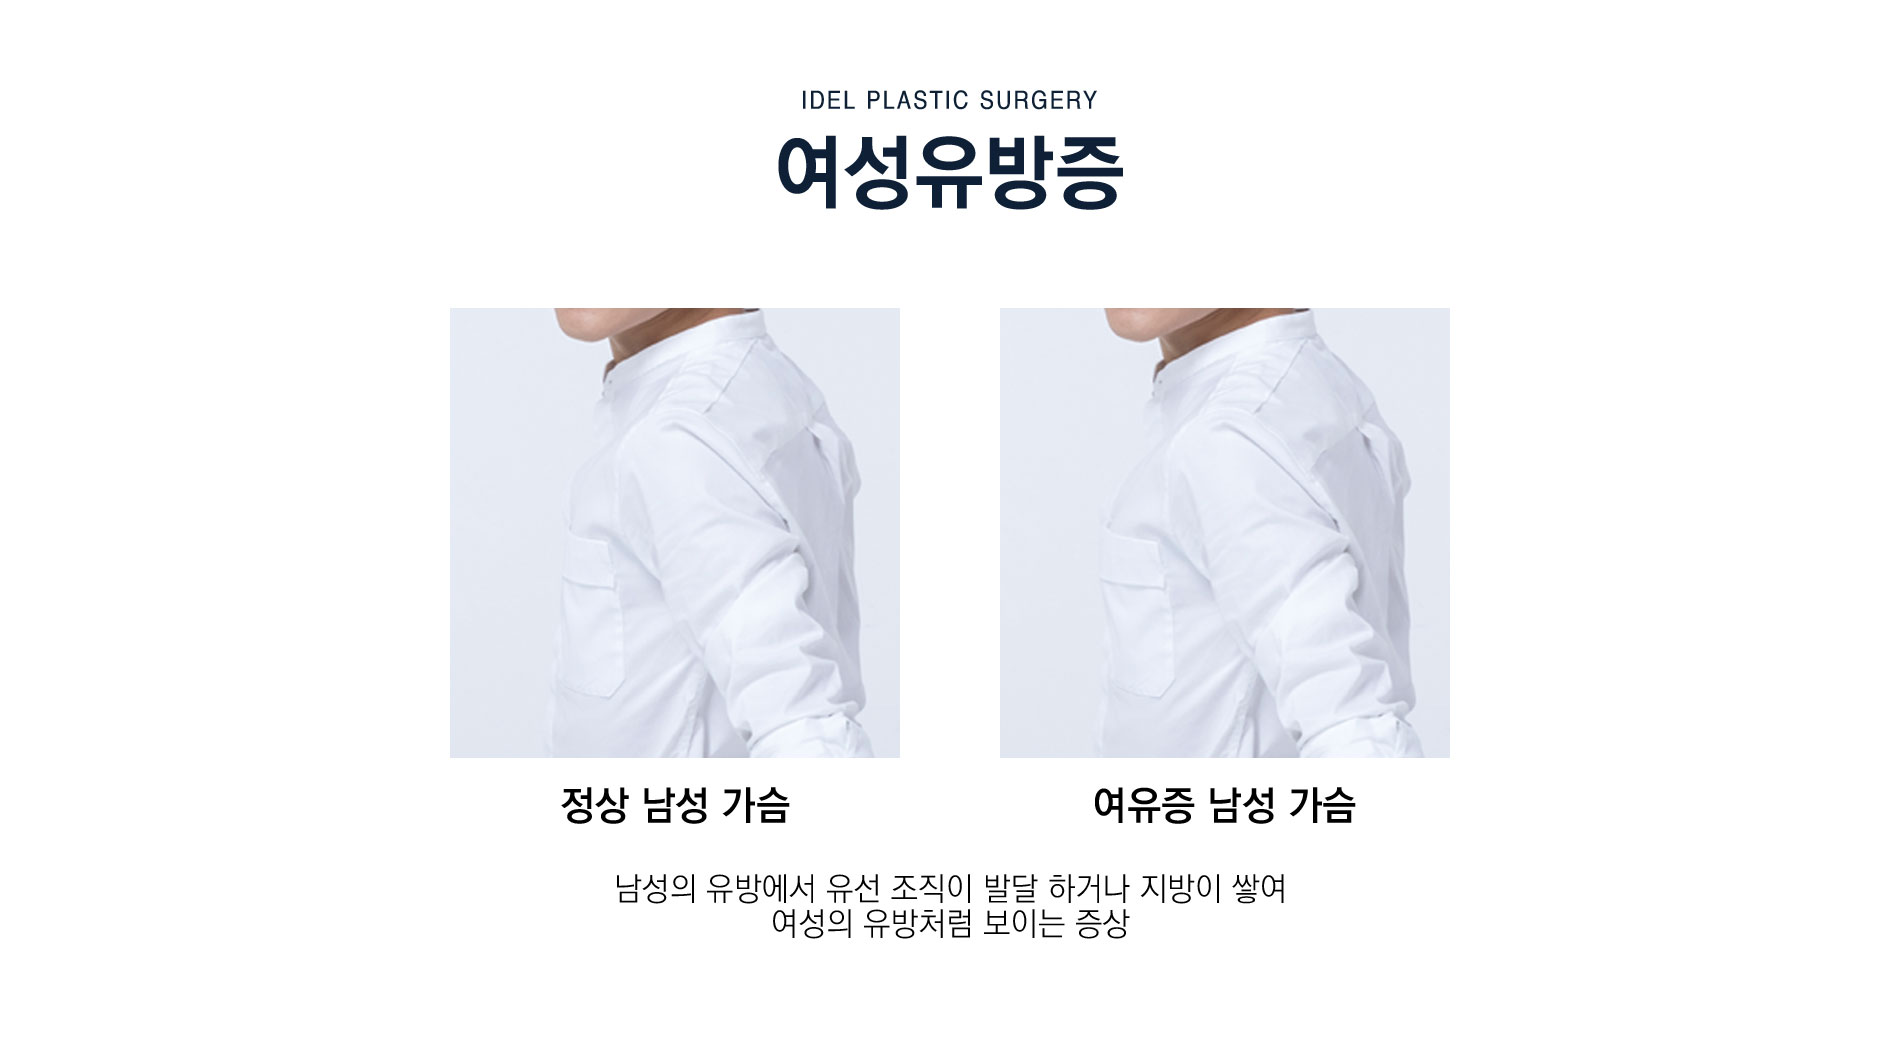 IDEL PLASTIC SURGERY
여성유방증
정상 남성 가슴
여유증 남성 가슴
남성의 유방에서 유선 조직이 발달 하거나 지방이 쌓여
여성의 유방처럼 보이는 증상